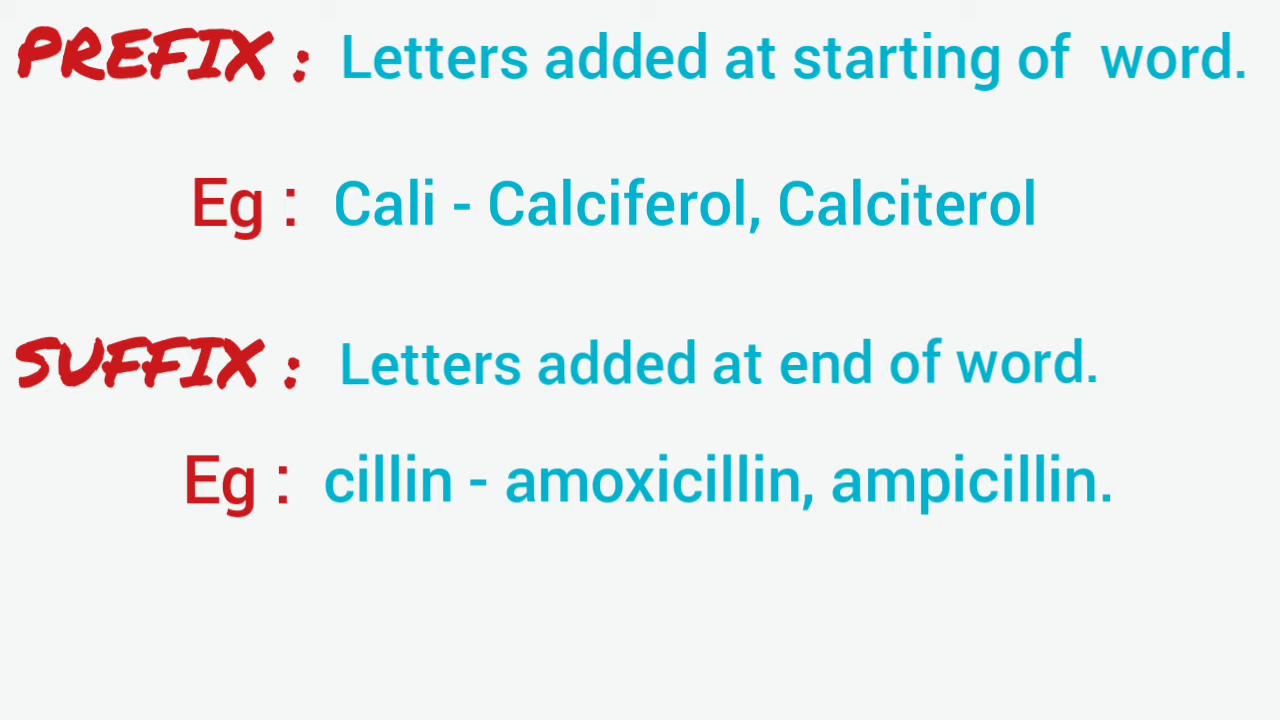 PREFIX : Letters added at starting of word.
Eg : Cali - Calciferol, Calciterol
SUFFIX : Letters added at end of word.
Eg : cillin - amoxicillin, ampicillin.